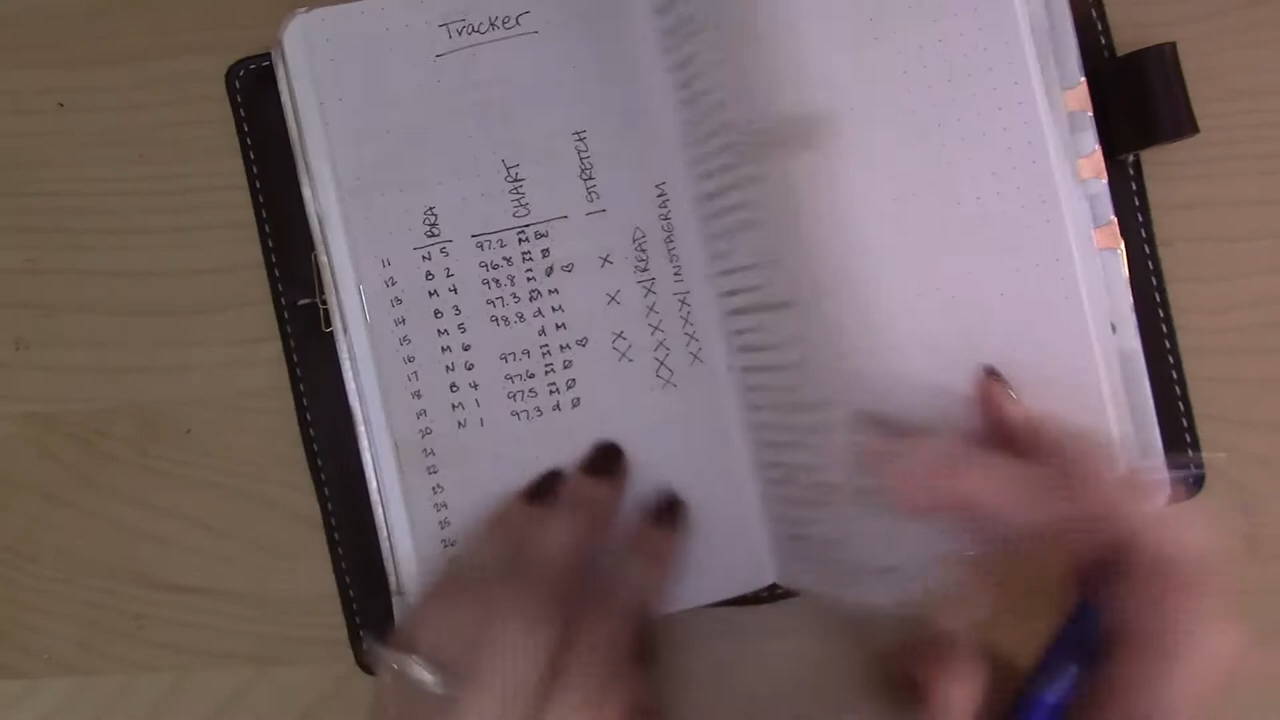 Tracker
BRA CHART STRETCH READ INSTAGRAM
11 N 5 97.2 M EW
12 B 2 96.8 M Ø
13 M 4 98.8 M Ø ♡ X
14 B 3 97.3 M M
15 M 5 98.8 d M X X
16 M 6 d M X X
17 N 6 97.9 M M ♡ X X X
18 B 4 97.6 M Ø X X X
19 M 1 97.5 M Ø X X
20 N 1 97.3 d Ø X
21
22
23
24
25
26